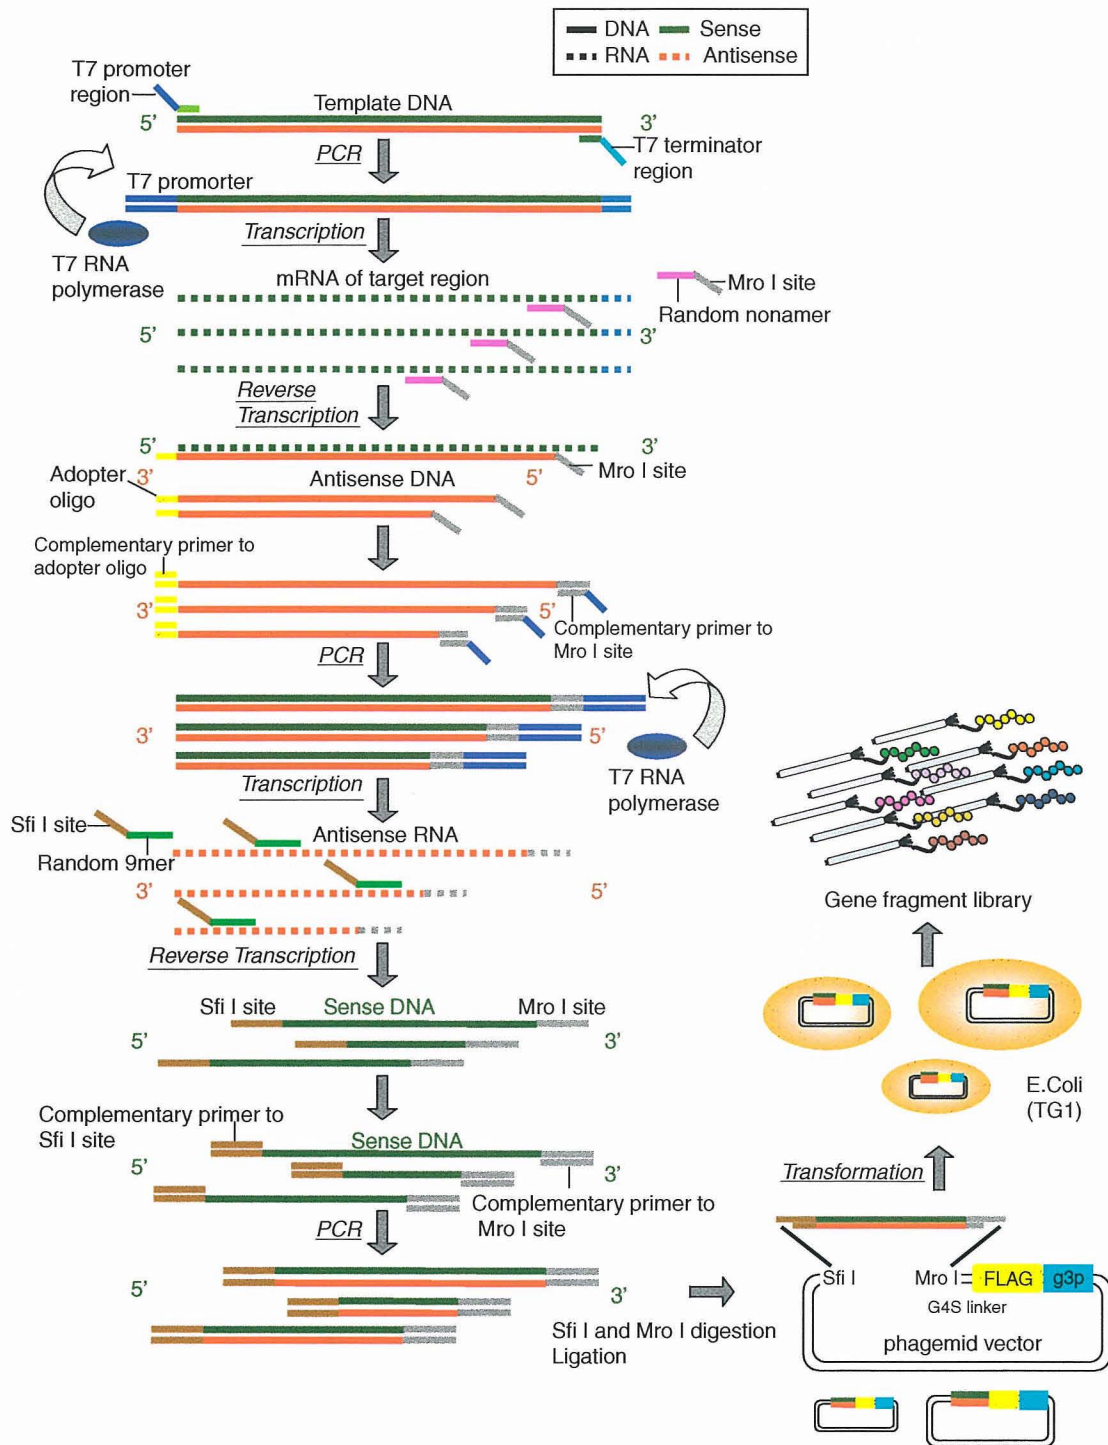 DNA Sense
RNA Antisense
T7 promoter
region
Template DNA
5’ 3’
PCR
T7 terminator
region
T7 promorter
Transcription
T7 RNA
polymerase
mRNA of target region
Mro I site
Random nonamer
5’ 3’
Reverse
Transcription
5’ 3’
3’ 5’
Mro I site
Adopter
oligo
Antisense DNA
Complementary primer to
adopter oligo
3’ 5’
Complementary primer to
Mro I site
PCR
3’ 5’
T7 RNA
polymerase
Transcription
Sfi I site
Antisense RNA
Random 9mer
3’ 5’
Reverse Transcription
Sfi I site Sense DNA Mro I site
5’ 3’
Complementary primer to
Sfi I site
Sense DNA
5’ 3’
Complementary primer to
Mro I site
PCR
5’ 3’
Sfi I and Mro I digestion
Ligation
Gene fragment library
E.Coli
(TG1)
Transformation
Sfi I Mro I FLAG g3p
G4S linker
phagemid vector